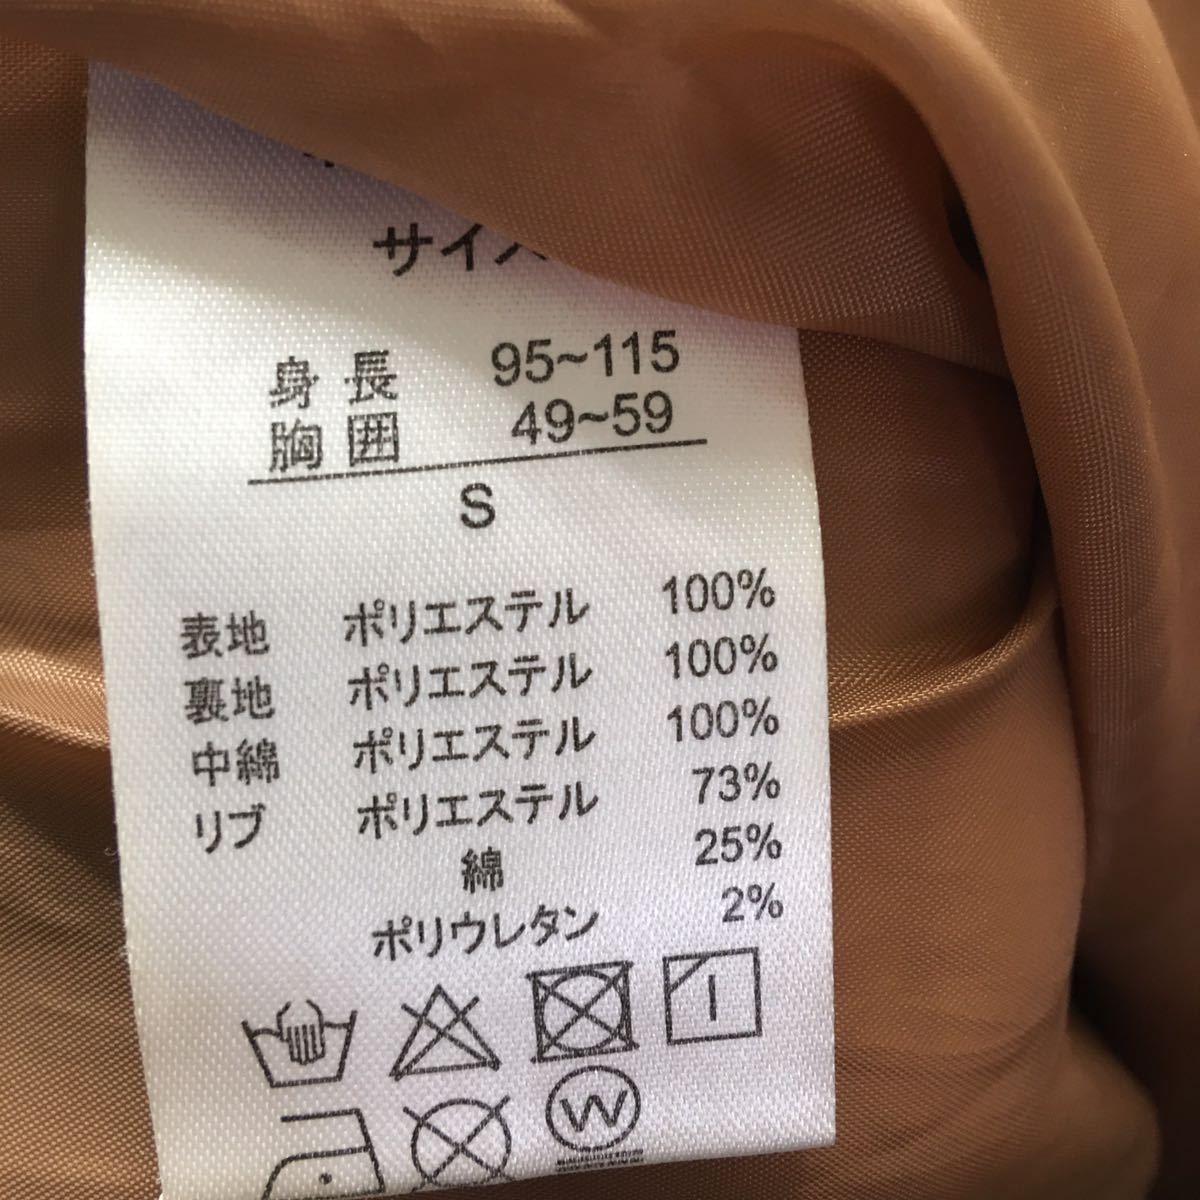 サイズ
身長 95~115
胸囲 49~59
S
表地 ポリエステル 100%
裏地 ポリエステル 100%
中綿 ポリエステル 100%
リブ ポリエステル 73%
綿 25%
ポリウレタン 2%
W